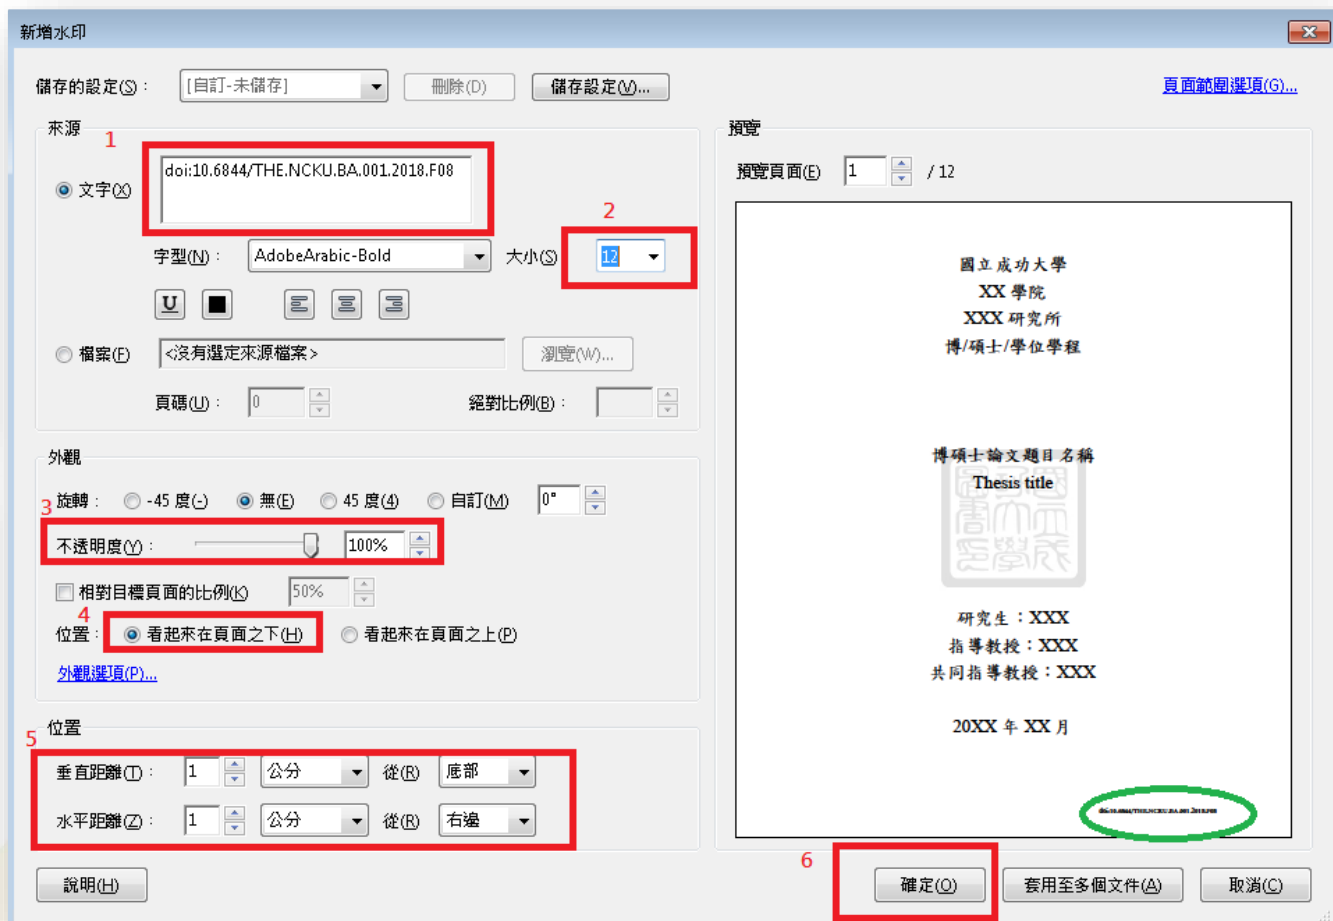 新增水印
儲存的設定(S)：
[自訂-未儲存]
刪除(D)
儲存設定(V)...
頁面範圍選項(G)...
來源
1
文字(X)
doi:10.6844/THE.NCKU.BA.001.2018.F08
2
字型(N)：
AdobeArabic-Bold
大小(S)
12
U
檔案(F)
<沒有選定來源檔案>
瀏覽(W)...
頁碼(U)：
0
絕對比例(B)：
外觀
3
旋轉：
-45 度(-)
無(E)
45 度(4)
自訂(M)
0°
不透明度(Y)：
100%
相對目標頁面的比例(K)
50%
4
位置：
看起來在頁面之下(H)
看起來在頁面之上(P)
外觀選項(P)...
位置
5
垂直距離(T)：
1
公分
從(R)
底部
水平距離(Z)：
1
公分
從(R)
右邊
說明(H)
預覽
預覽頁面(E)
1
/ 12
國立成功大學
XX 學院
XXX 研究所
博/碩士/學位學程
博碩士論文題目名稱
Thesis title
研究生：XXX
指導教授：XXX
共同指導教授：XXX
20XX 年 XX 月
doi:10.6844/THE.NCKU.BA.001.2018.F08
6
確定(O)
套用至多個文件(A)
取消(C)